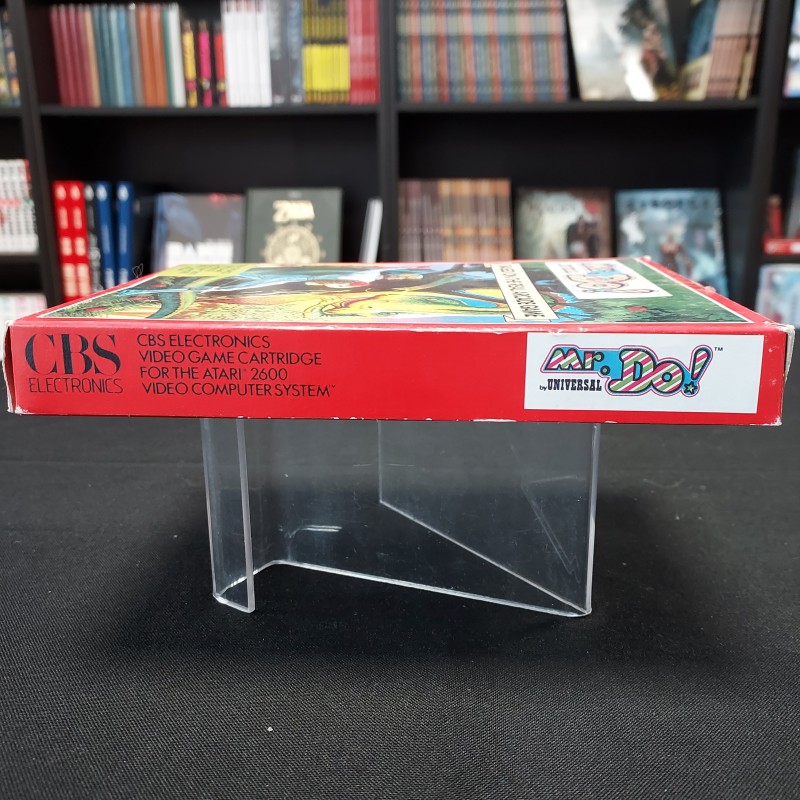 CBS
ELECTRONICS
CBS ELECTRONICS
VIDEO GAME CARTRIDGE
FOR THE ATARI™ 2600
VIDEO COMPUTER SYSTEM™
Mr. Do!™
by UNIVERSAL